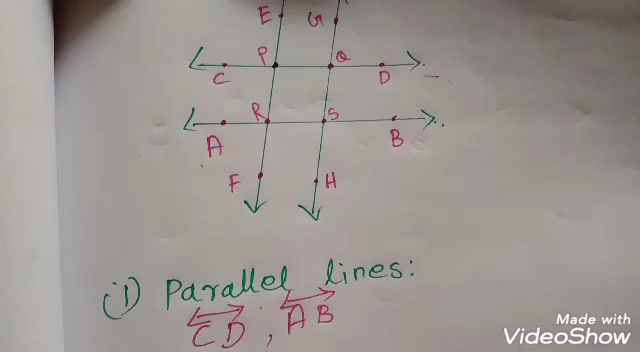 E G
P Q
C D
R S
A B
F H
(i) Parallel lines:
CD, AB
Made with
VideoShow